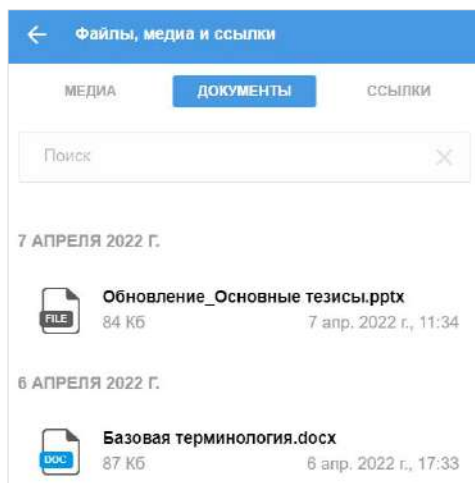 Файлы, медиа и ссылки
МЕДИА ДОКУМЕНТЫ ССЫЛКИ
Поиск
7 АПРЕЛЯ 2022 Г.
Обновление_Основные тезисы.pptx
FILE 84 Кб 7 апр. 2022 г., 11:34
6 АПРЕЛЯ 2022 Г.
Базовая терминология.docx
DOC 87 Кб 6 апр. 2022 г., 17:33